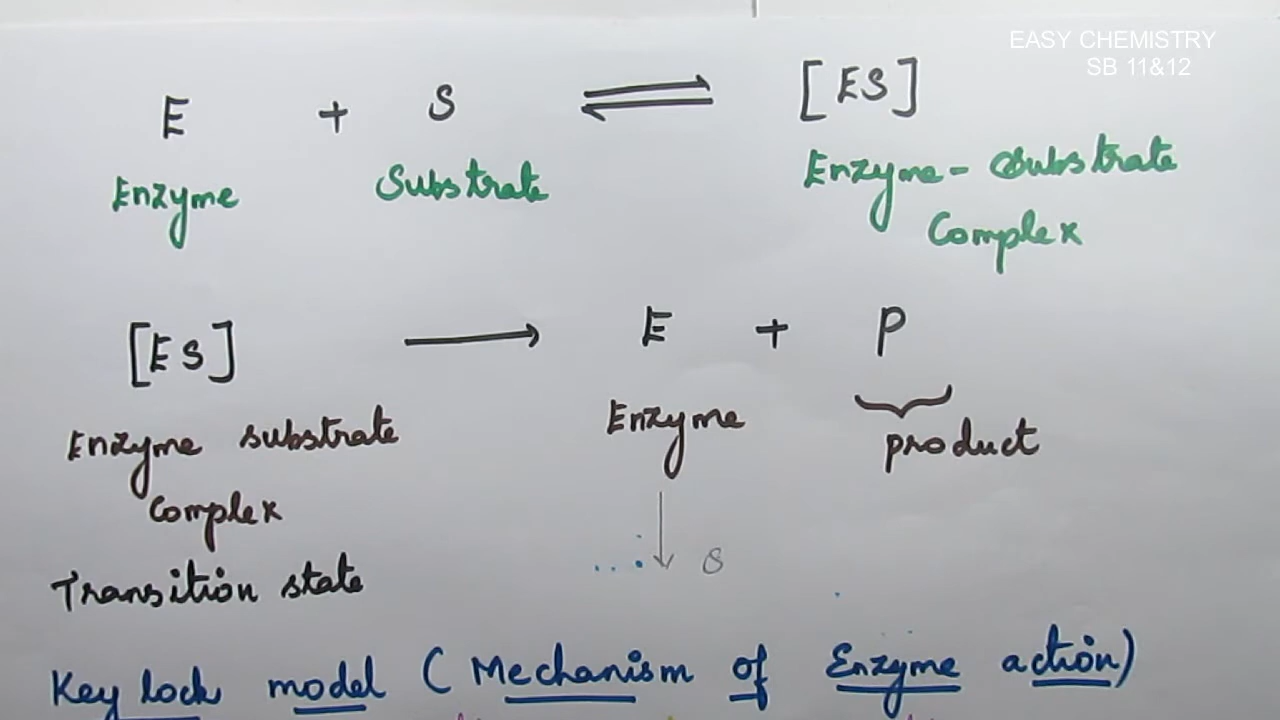 EASY CHEMISTRY
SB 11&12
E + S ⇌ [ES]
Enzyme Substrate Enzyme - Substrate
Complex
[ES] → E + P
Enzyme substrate Enzyme product
Complex
Transition state
Key lock model (Mechanism of Enzyme action)